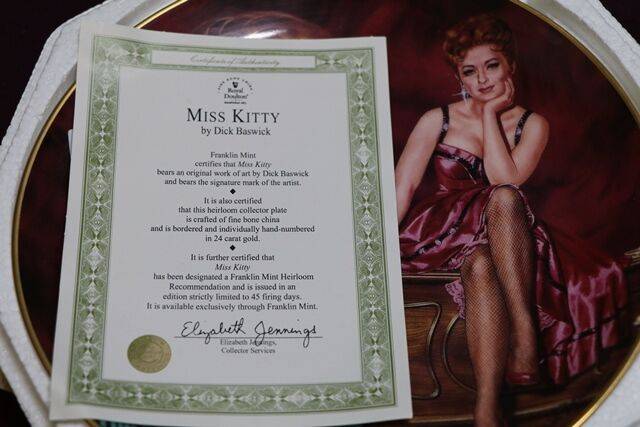 Certificate of Authenticity
FINE BONE CHINA
Royal
Doulton
MISS KITTY
by Dick Baswick
Franklin Mint
certifies that Miss Kitty
bears an original work of art by Dick Baswick
and bears the signature mark of the artist.
It is also certified
that this heirloom collector plate
is crafted of fine bone china
and is bordered and individually hand-numbered
in 24 carat gold.
It is further certified that
Miss Kitty
has been designated a Franklin Mint Heirloom
Recommendation and is issued in an
edition strictly limited to 45 firing days.
It is available exclusively through Franklin Mint.
Elizabeth Jennings
Elizabeth Jennings,
Collector Services